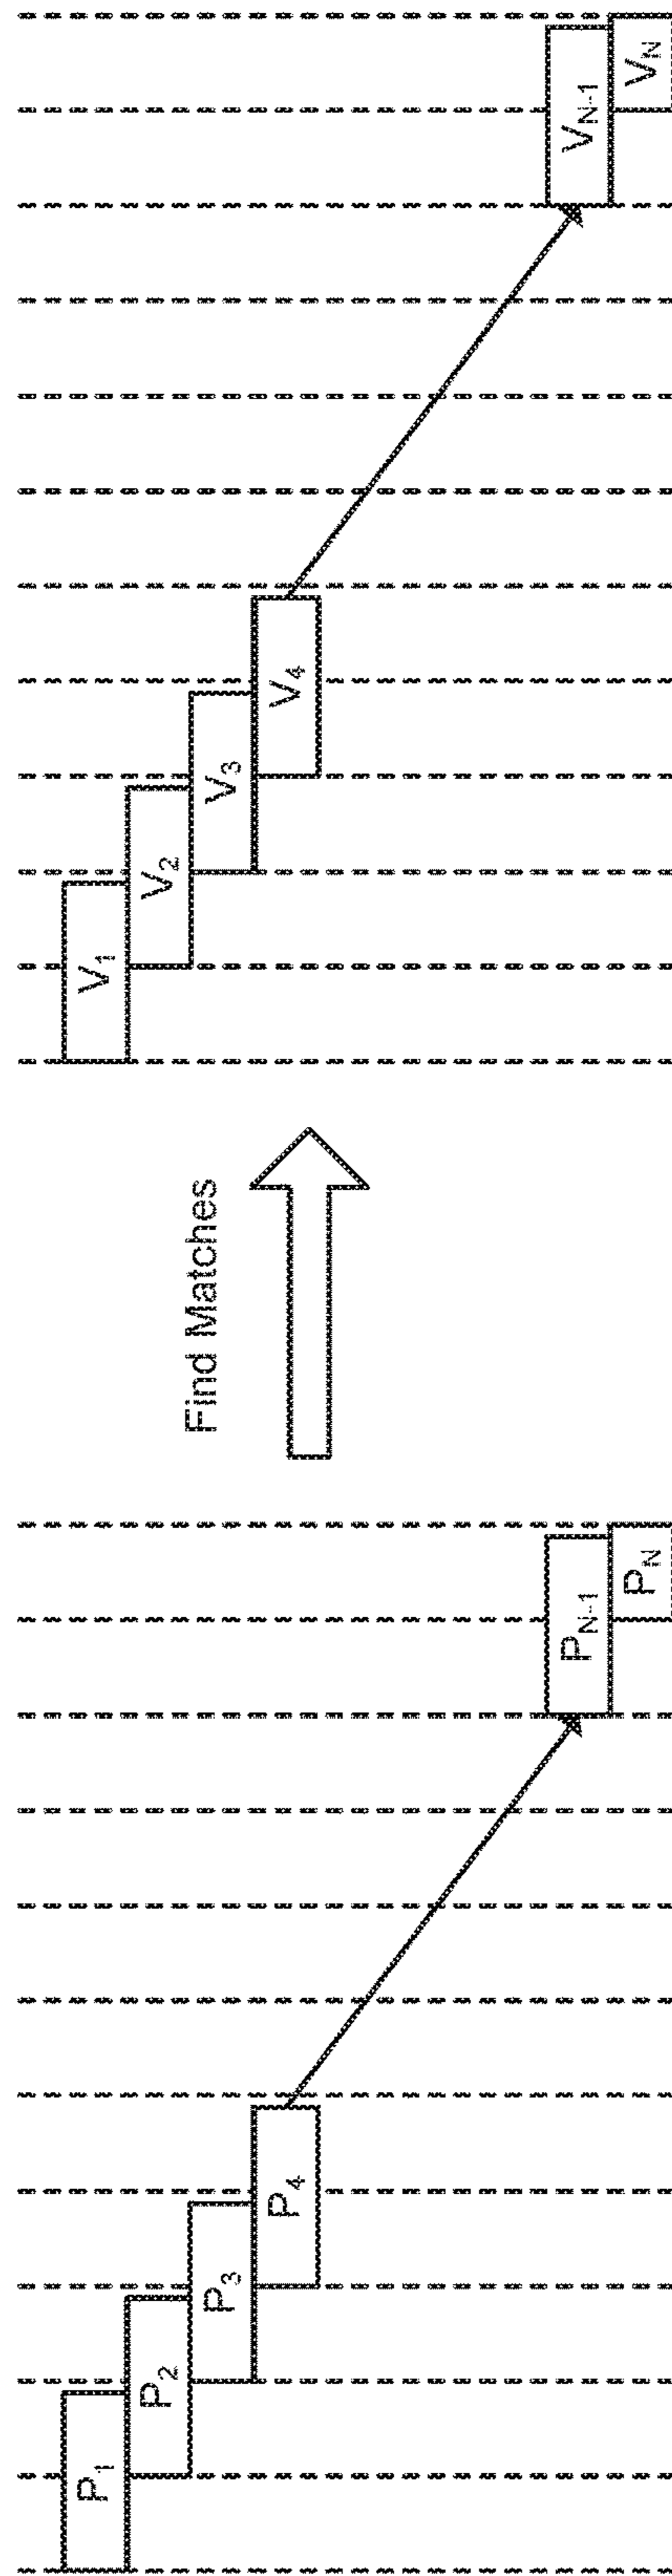 P₁
P₂
P₃
P₄
Pₙ₋₁
Pₙ
Find Matches
V₁
V₂
V₃
V₄
Vₙ₋₁
Vₙ